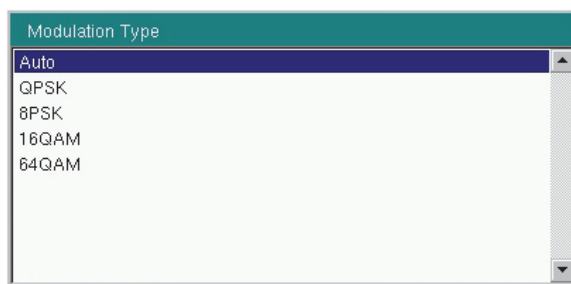 Modulation Type
Auto
QPSK
8PSK
16QAM
64QAM